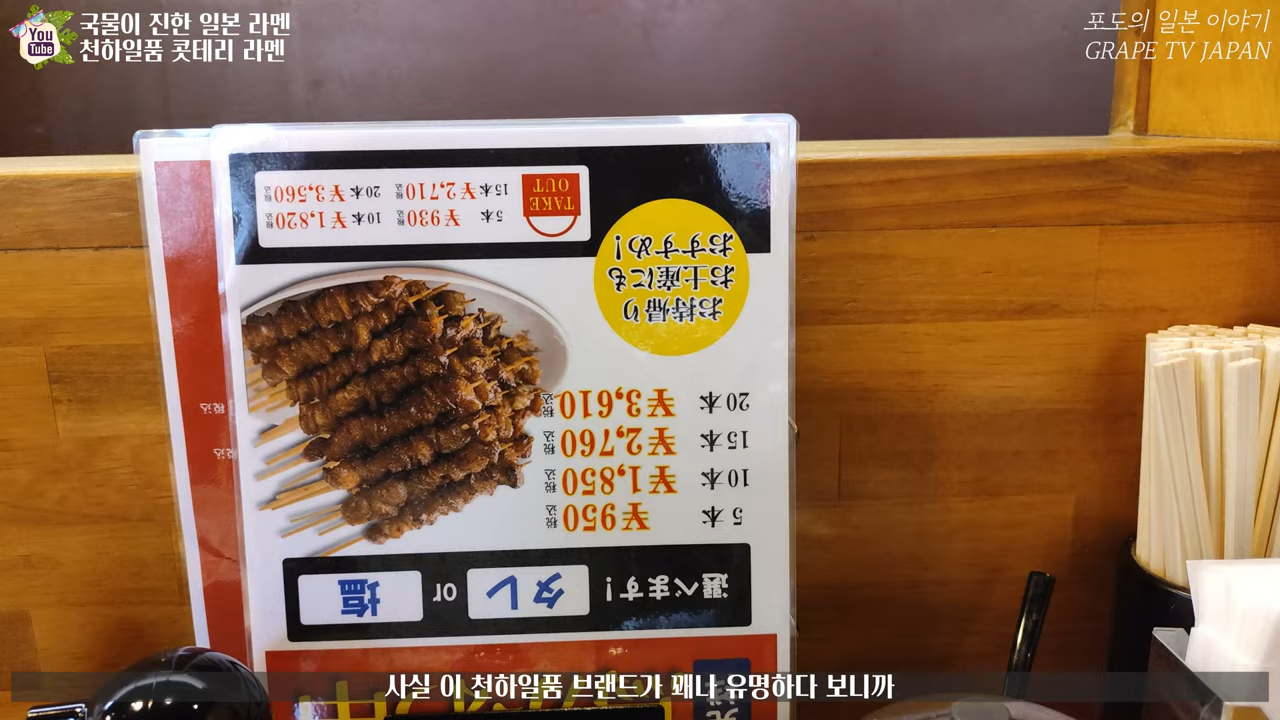 You
Tube
국물이 진한 일본 라멘
천하일품 콧테리 라멘
포도의 일본 이야기
GRAPE TV JAPAN
選べます! タレ or 塩
5本 ¥950 税込
10本 ¥1,850 税込
15本 ¥2,760 税込
20本 ¥3,610 税込
お持帰り
お土産にも
おすすめ!
TAKE
OUT
5本 ¥930 税込 10本 ¥1,820 税込
15本 ¥2,710 税込 20本 ¥3,560 税込
税込
税込
사실 이 천하일품 브랜드가 꽤나 유명하다 보니까